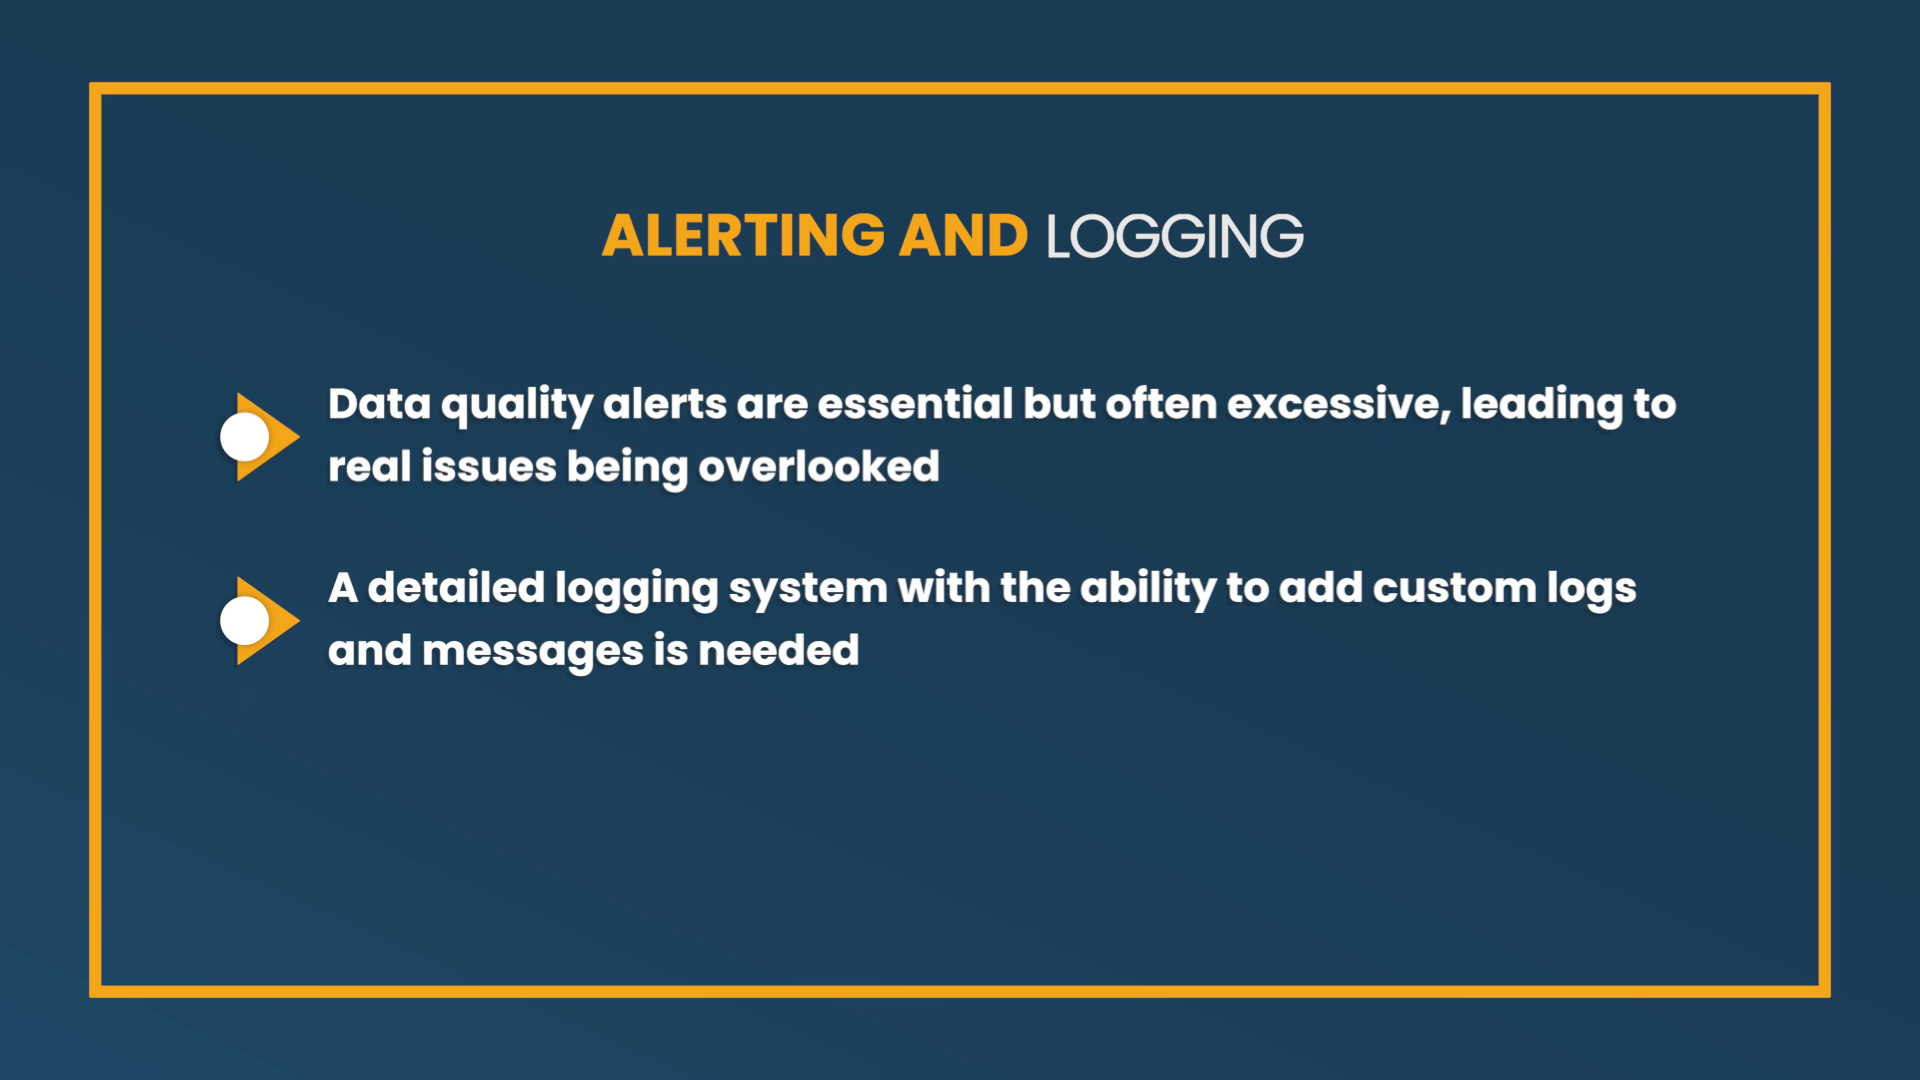 ALERTING AND LOGGING
Data quality alerts are essential but often excessive, leading to
real issues being overlooked
A detailed logging system with the ability to add custom logs
and messages is needed